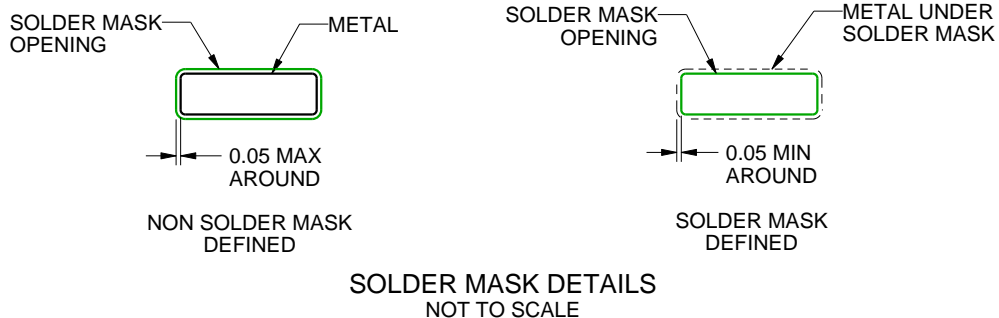 SOLDER MASK
OPENING
METAL
0.05 MAX
AROUND
NON SOLDER MASK
DEFINED
SOLDER MASK
OPENING
METAL UNDER
SOLDER MASK
0.05 MIN
AROUND
SOLDER MASK
DEFINED
SOLDER MASK DETAILS
NOT TO SCALE